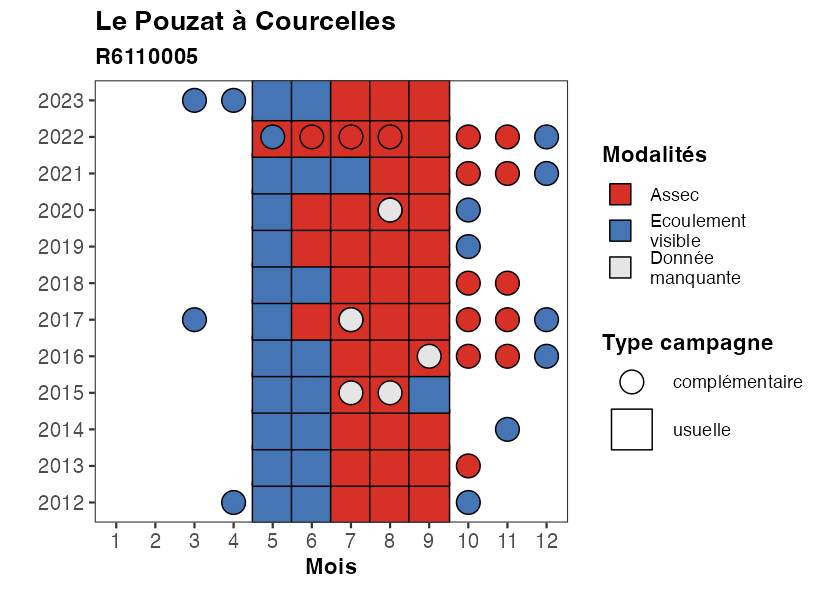 Le Pouzat à Courcelles
R6110005
2023
2022
2021
2020
2019
2018
2017
2016
2015
2014
2013
2012
1 2 3 4 5 6 7 8 9 10 11 12
Mois
Modalités
Assec
Ecoulement
visible
Donnée
manquante
Type campagne
complémentaire
usuelle